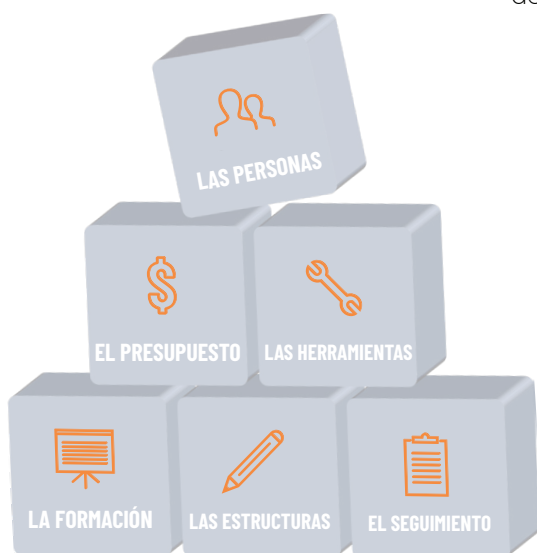 LAS PERSONAS
EL PRESUPUESTO
LAS HERRAMIENTAS
LA FORMACIÓN
LAS ESTRUCTURAS
EL SEGUIMIENTO